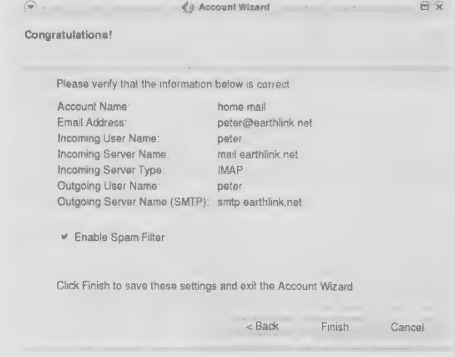 Account Wizard
Congratulations!
Please verify that the information below is correct
Account Name: home mail
Email Address: peter@earthlink.net
Incoming User Name: peter
Incoming Server Name: mail.earthlink.net
Incoming Server Type: IMAP
Outgoing User Name: peter
Outgoing Server Name (SMTP): smtp.earthlink.net
Enable Spam Filter
Click Finish to save these settings and exit the Account Wizard
< Back Finish Cancel